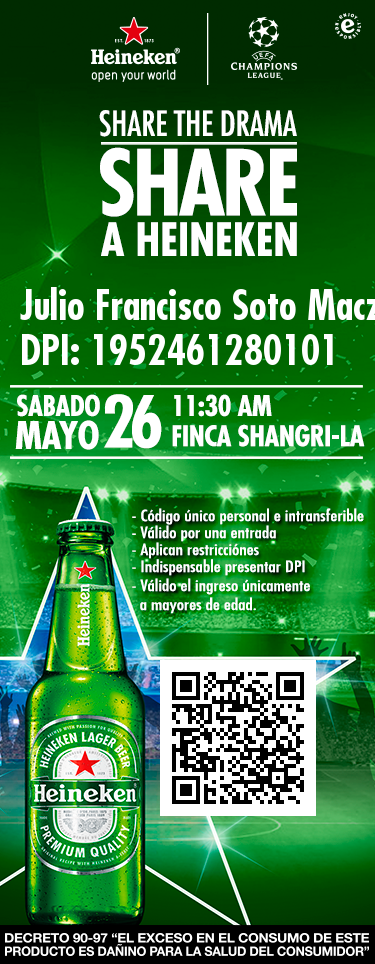 EST. 1873
Heineken®
open your world
UEFA
CHAMPIONS
LEAGUE
ENJOY RESPONSIBLY
SHARE THE DRAMA
SHARE
A HEINEKEN
Julio Francisco Soto Macz
DPI: 1952461280101
SABADO
MAYO 26
11:30 AM
FINCA SHANGRI-LA
- Código único personal e intransferible
- Válido por una entrada
- Aplican restricciónes
- Indispensable presentar DPI
- Válido el ingreso únicamente
a mayores de edad.
Heineken
HEINEKEN LAGER BEER
Heineken
PREMIUM QUALITY
DECRETO 90-97 “EL EXCESO EN EL CONSUMO DE ESTE
PRODUCTO ES DAÑINO PARA LA SALUD DEL CONSUMIDOR”